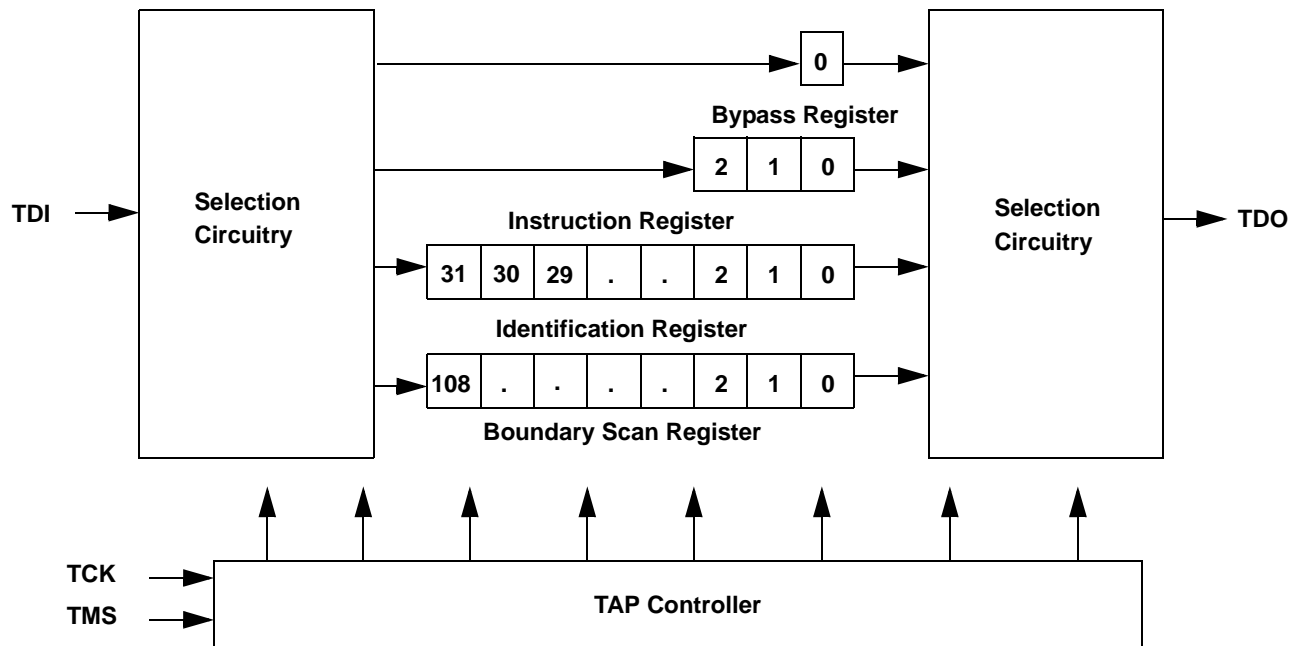 0
Bypass Register
2 1 0
TDI
Selection
Circuitry
Selection
Circuitry
TDO
Instruction Register
31 30 29 . . 2 1 0
Identification Register
108 . . . . 2 1 0
Boundary Scan Register
TCK
TMS
TAP Controller